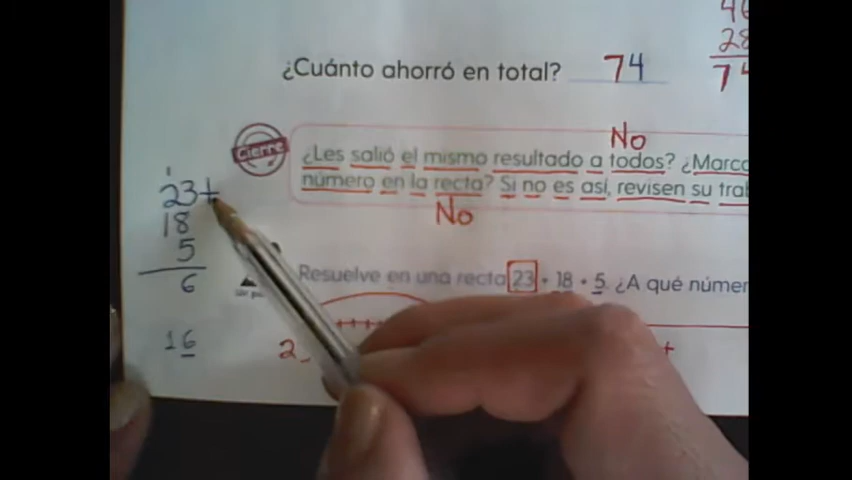 46
28
74
¿Cuánto ahorró en total? 74
No
Cierre
¿Les salió el mismo resultado a todos? ¿Marca
número en la recta? Si no es así, revisen su tra
No
1
23+
18
5
6
16
Resuelve en una recta 23 + 18 + 5. ¿A qué númer
2
+